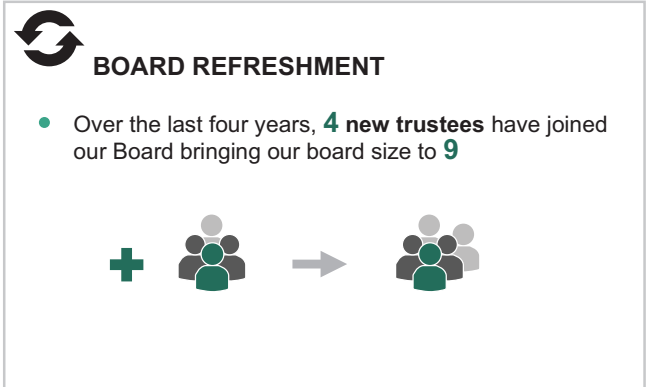 BOARD REFRESHMENT
Over the last four years, 4 new trustees have joined
our Board bringing our board size to 9